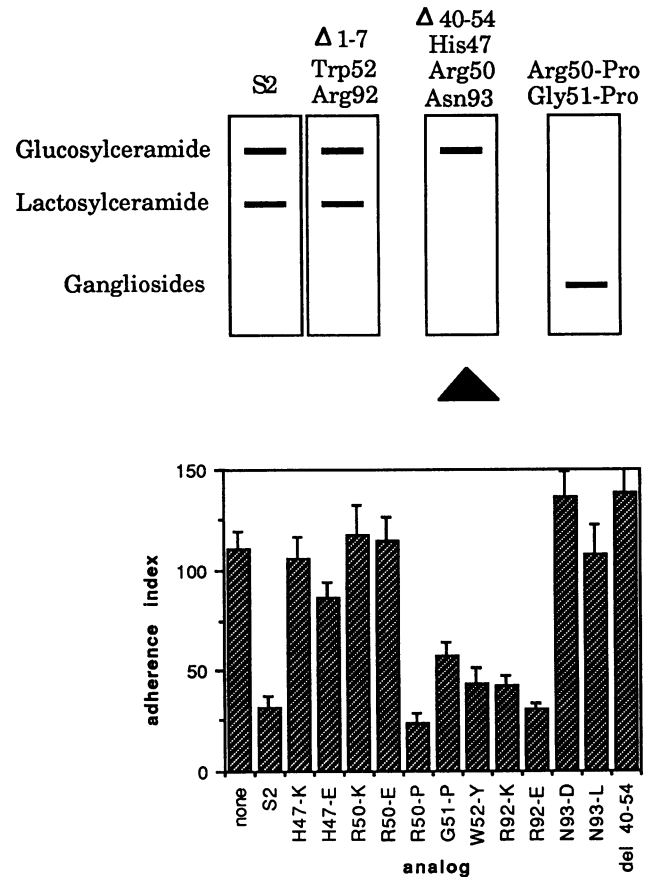 S2
Δ 1-7
Trp52
Arg92
Δ 40-54
His47
Arg50
Asn93
Arg50-Pro
Gly51-Pro
Glucosylceramide
Lactosylceramide
Gangliosides
adherence index
150
100
50
0
none
S2
H47-K
H47-E
R50-K
R50-E
R50-P
G51-P
W52-Y
R92-K
R92-E
N93-D
N93-L
del 40-54
analog